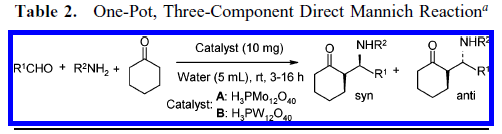 Table 2. One-Pot, Three-Component Direct Mannich Reactionᵃ
R¹CHO + R²NH₂ + O
Catalyst (10 mg)
Water (5 mL), rt, 3-16 h
Catalyst: A: H₃PMo₁₂O₄₀
B: H₃PW₁₂O₄₀
O NHR² R¹ +
syn
O NHR² R¹
anti